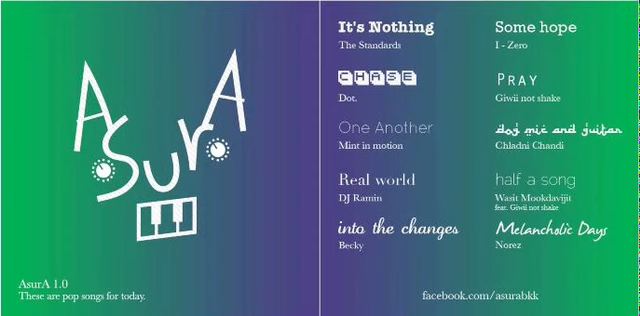 AsurA
AsurA 1.0
These are pop songs for today.
It's Nothing
The Standards
CHASE
Dot.
One Another
Mint in motion
Real world
DJ Ramin
into the changes
Becky
Some hope
I - Zero
PRAY
Giwii not shake
dog mic and guitar
Chladni Chandi
half a song
Wasit Mookdavijit
feat. Giwii not shake
Melancholic Days
Norez
facebook.com/asurabkk